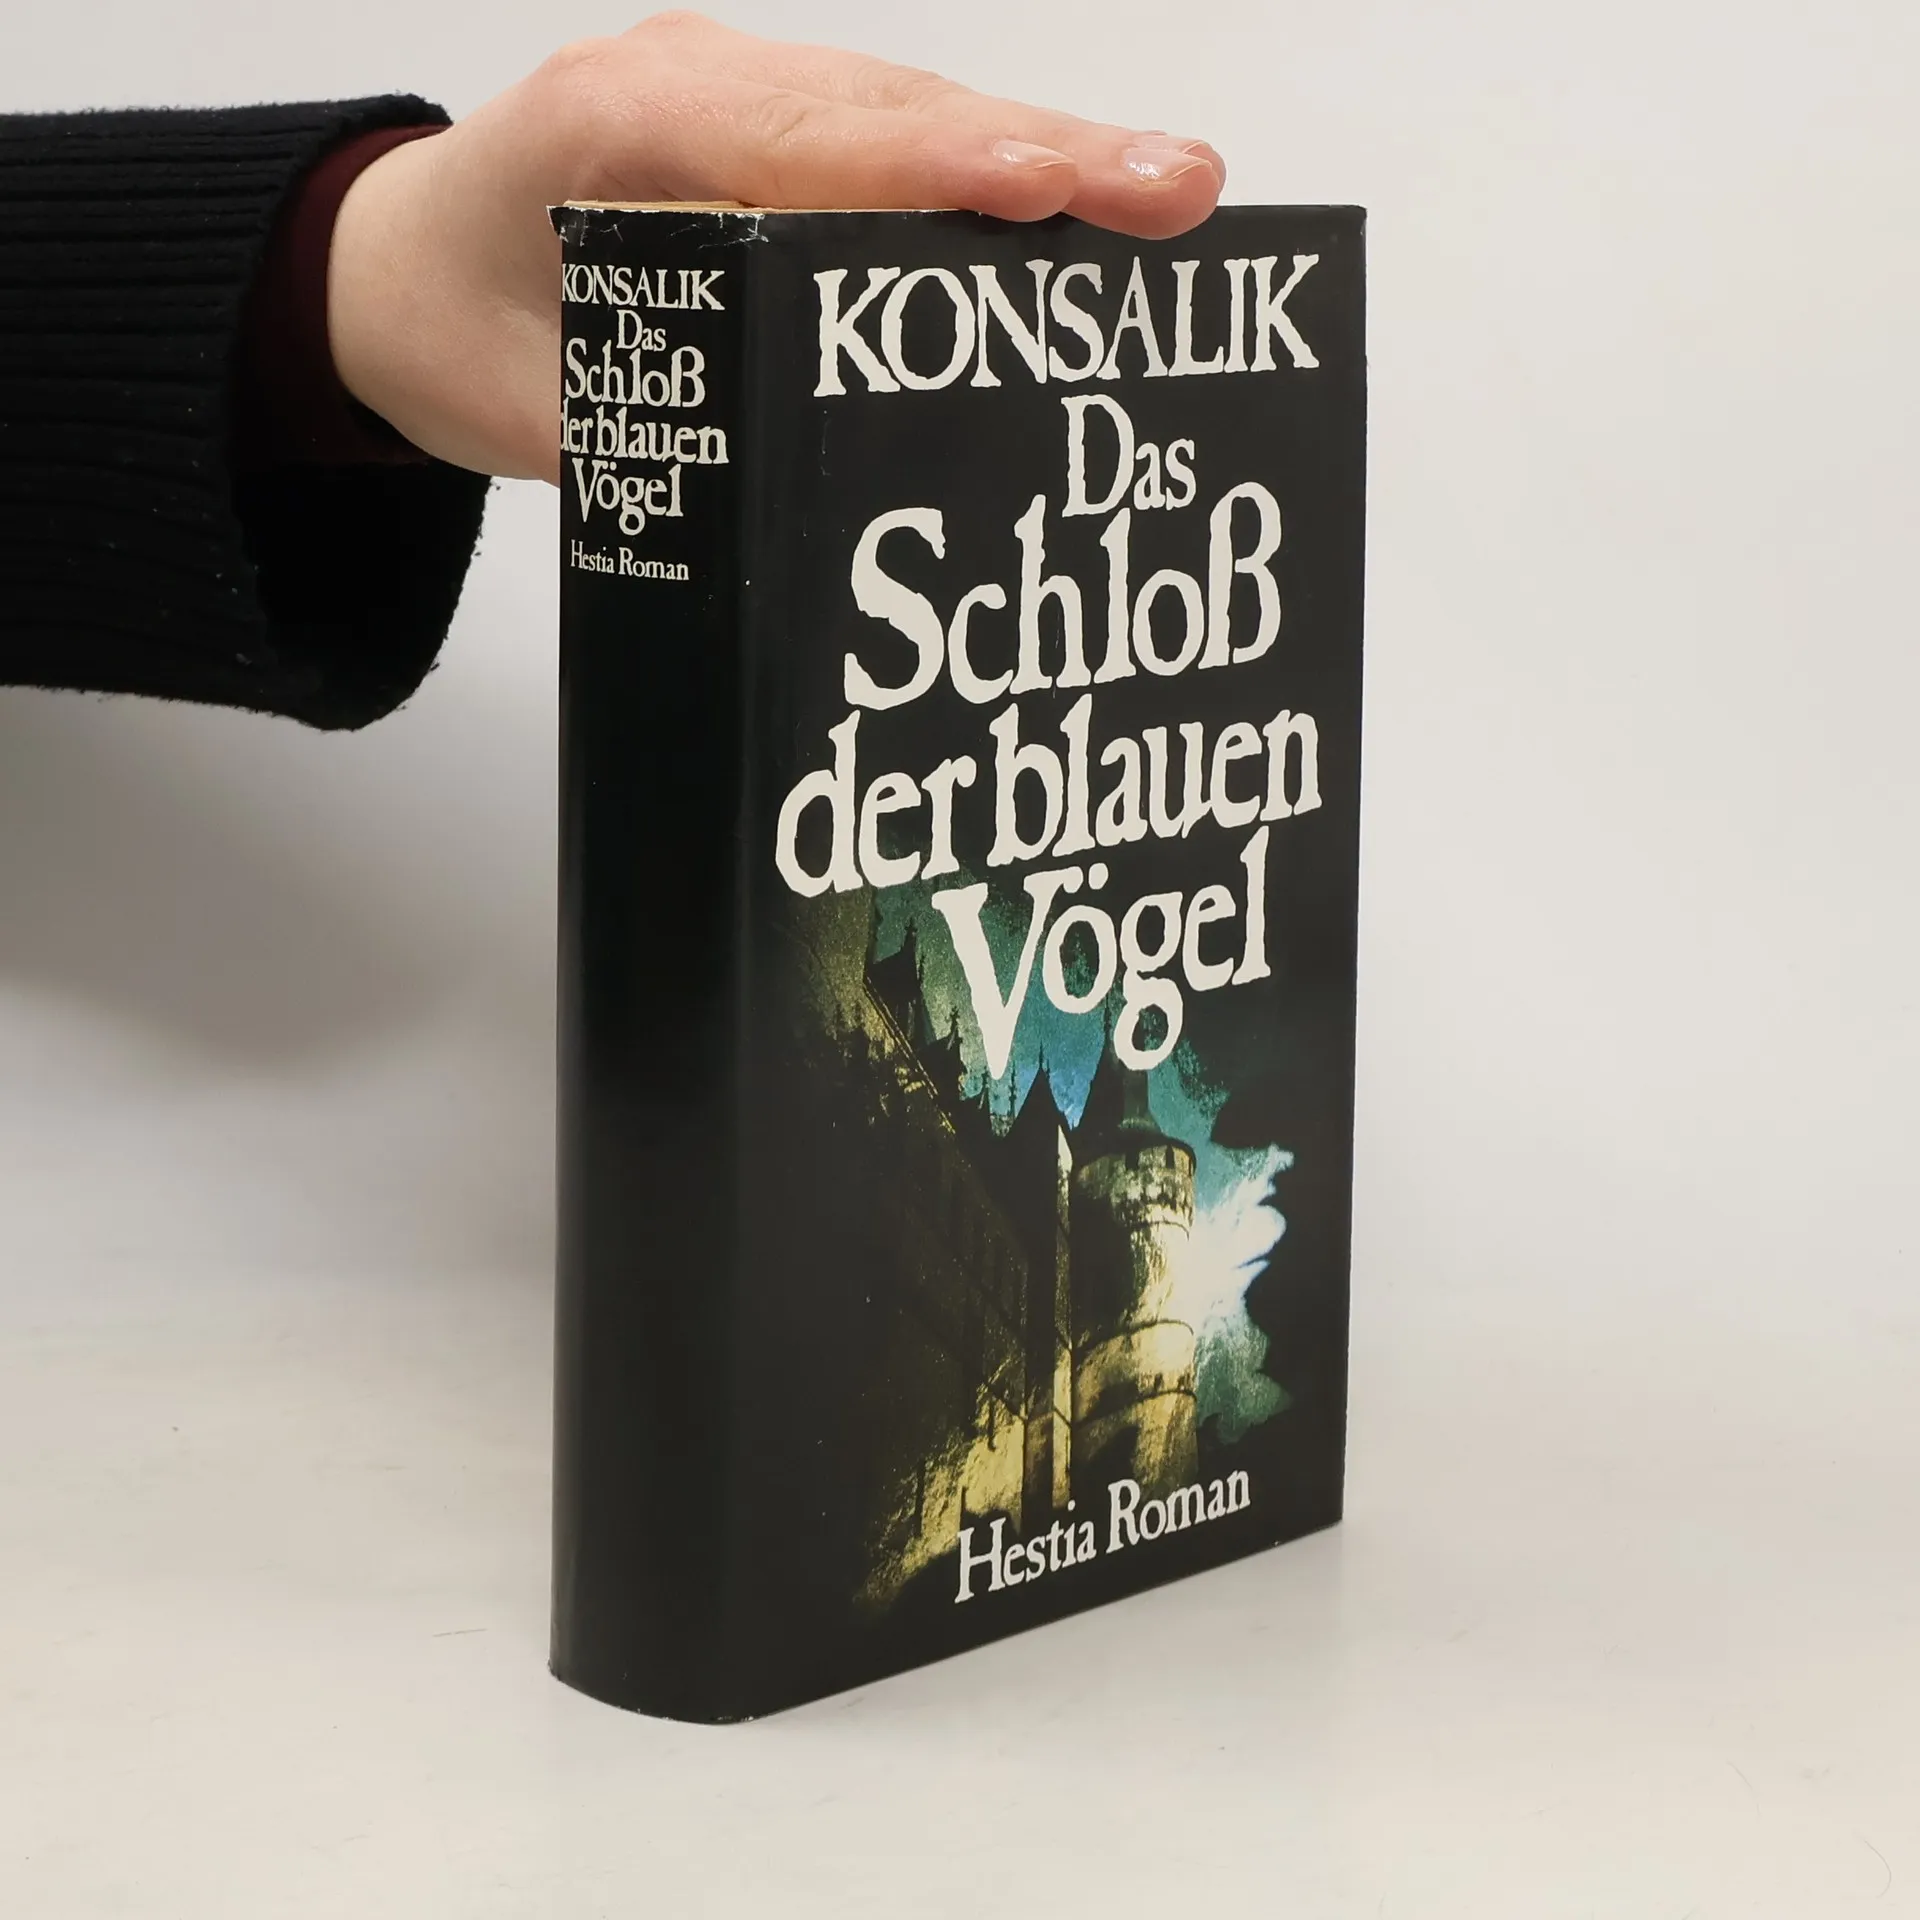 KONSALIK
Das
Schloß
der blauen
Vögel
Hestia Roman
KONSALIK
Das
Schloß
der blauen
Vögel
Hestia Roman